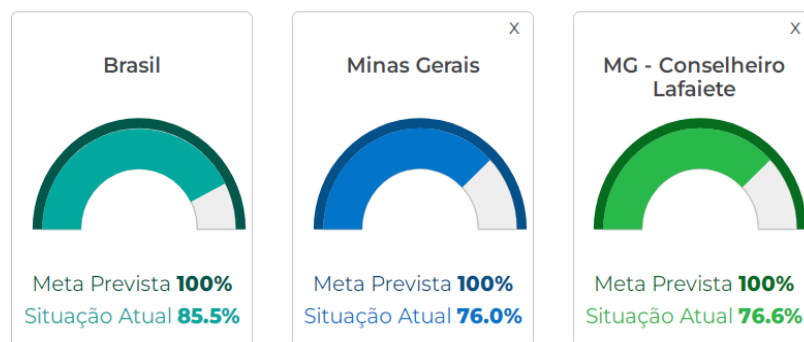 Brasil
Meta Prevista 100%
Situação Atual 85.5%
X
Minas Gerais
Meta Prevista 100%
Situação Atual 76.0%
X
MG - Conselheiro
Lafaiete
Meta Prevista 100%
Situação Atual 76.6%